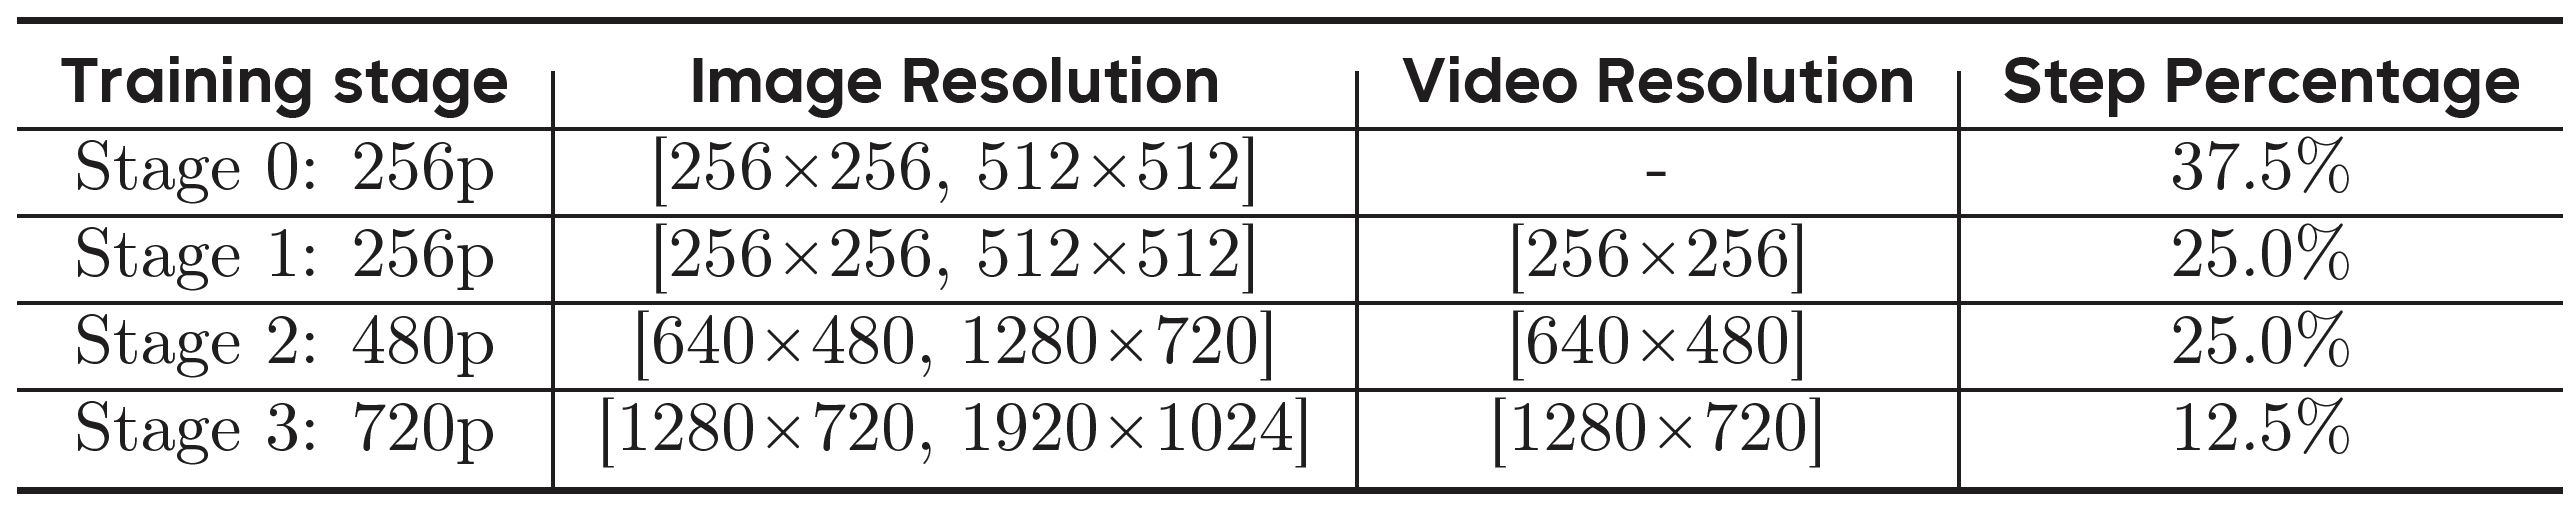 Training stage Image Resolution Video Resolution Step Percentage
Stage 0: 256p [256×256, 512×512] - 37.5%
Stage 1: 256p [256×256, 512×512] [256×256] 25.0%
Stage 2: 480p [640×480, 1280×720] [640×480] 25.0%
Stage 3: 720p [1280×720, 1920×1024] [1280×720] 12.5%